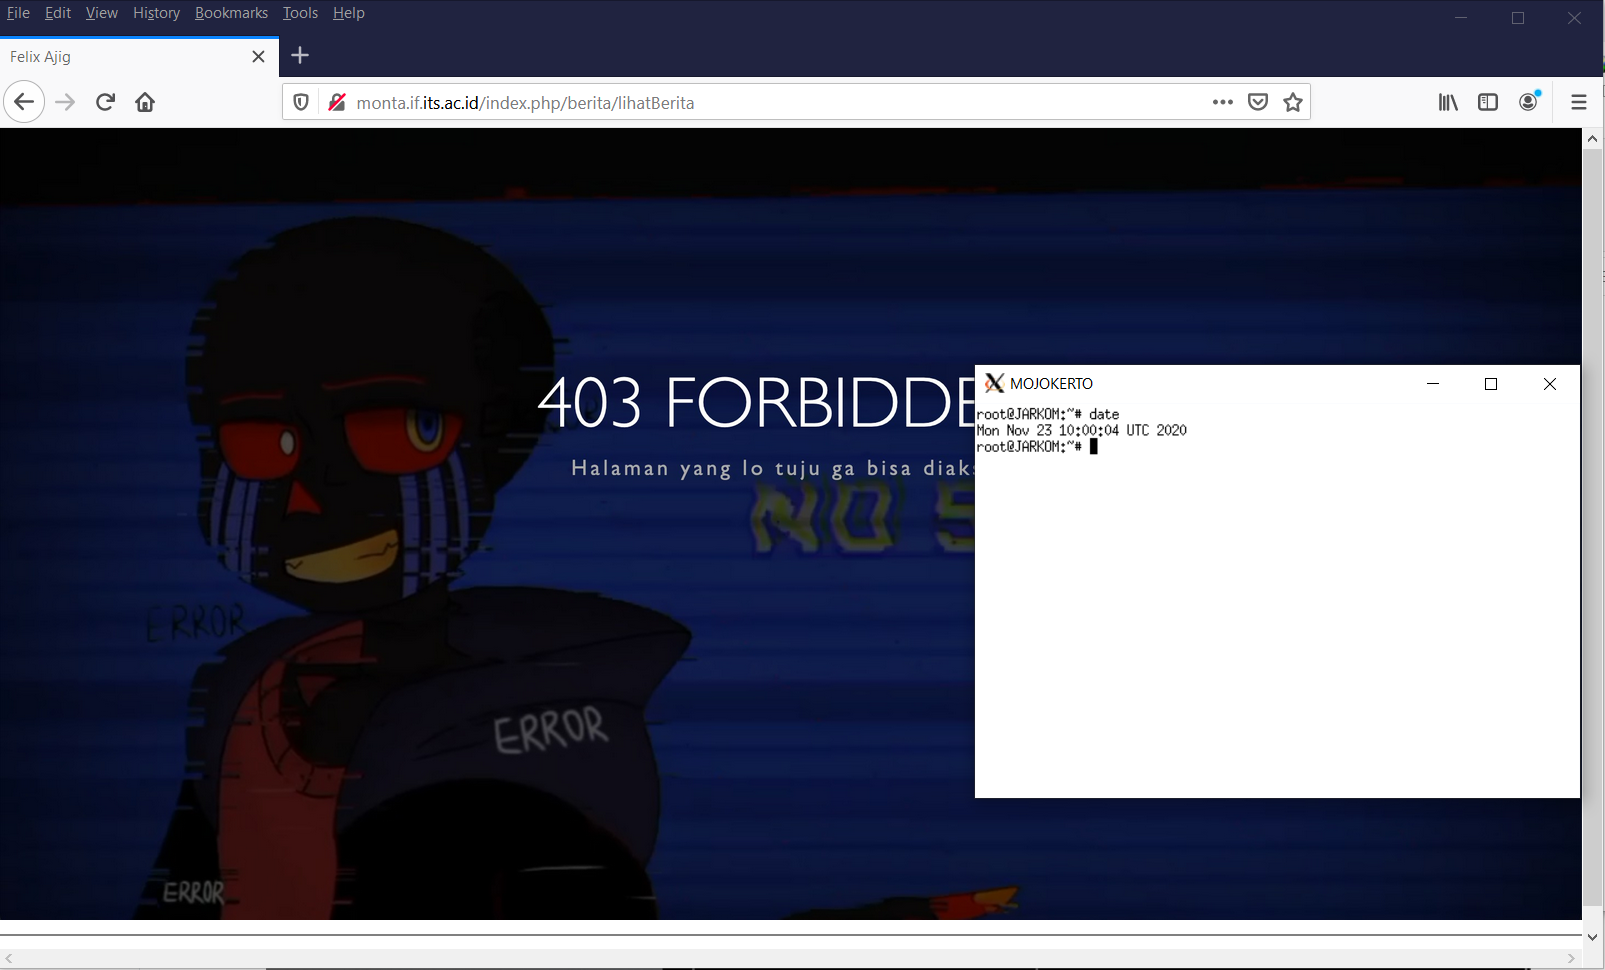 File Edit View History Bookmarks Tools Help
Felix Ajig
monta.if.its.ac.id/index.php/berita/lihatBerita
403 FORBIDDE
Halaman yang lo tuju ga bisa diaks
NO S
ERROR
ERROR
ERROR
MOJOKERTO
root@JARKOM:~# date
Mon Nov 23 10:00:04 UTC 2020
root@JARKOM:~#